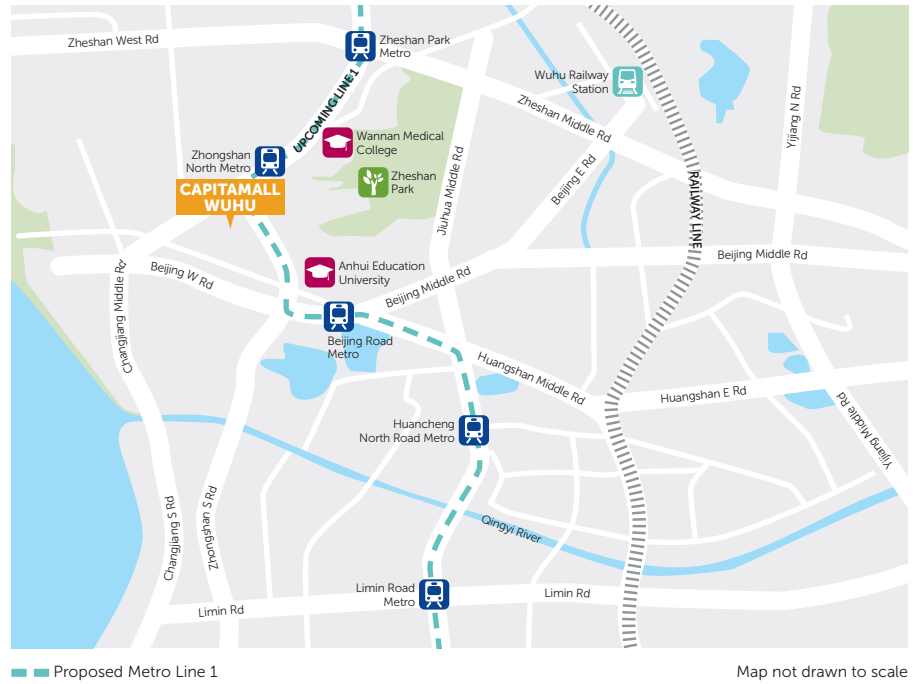 Zheshan West Rd
Zheshan Park
Metro
UPCOMING LINE 1
Wuhu Railway
Station
Zheshan Middle Rd
Yijiang N Rd
Wannan Medical
College
Zhongshan
North Metro
Zheshan
Park
CAPITAMALL
WUHU
Jiuhua Middle Rd
Beijing E Rd
RAILWAY LINE
Beijing Middle Rd
Anhui Education
University
Beijing W Rd
Beijing Middle Rd
Changjiang Middle Rd
Beijing Road
Metro
Huangshan Middle Rd
Huangshan E Rd
Yijiang Middle Rd
Huancheng
North Road Metro
Changjiang S Rd
Zhongshan S Rd
Qingyi River
Limin Road
Metro
Limin Rd
Limin Rd
Proposed Metro Line 1
Map not drawn to scale